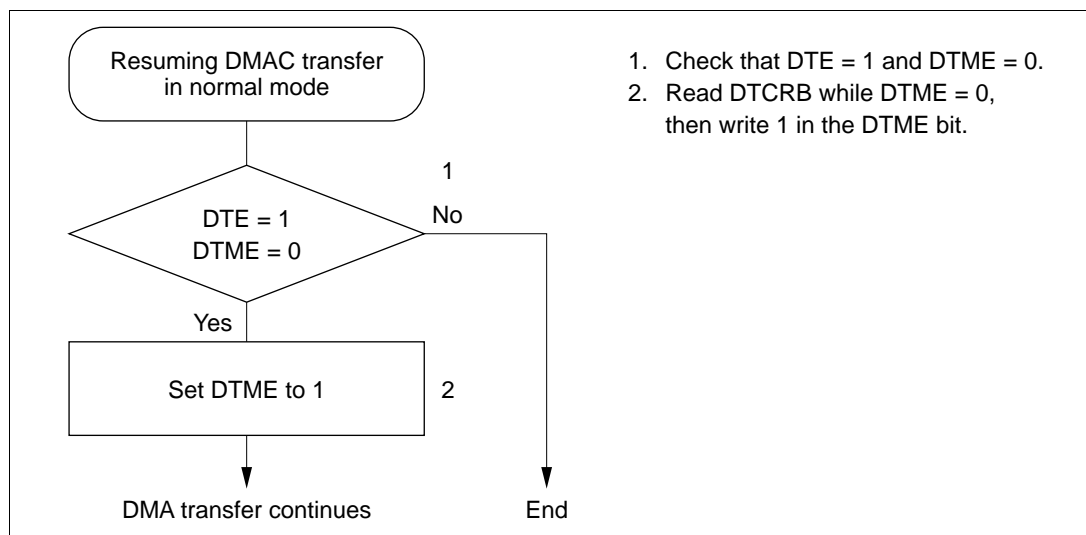 Resuming DMAC transfer
in normal mode
1. Check that DTE = 1 and DTME = 0.
2. Read DTCRB while DTME = 0,
then write 1 in the DTME bit.
1
DTE = 1
DTME = 0
No
Yes
Set DTME to 1
2
DMA transfer continues
End